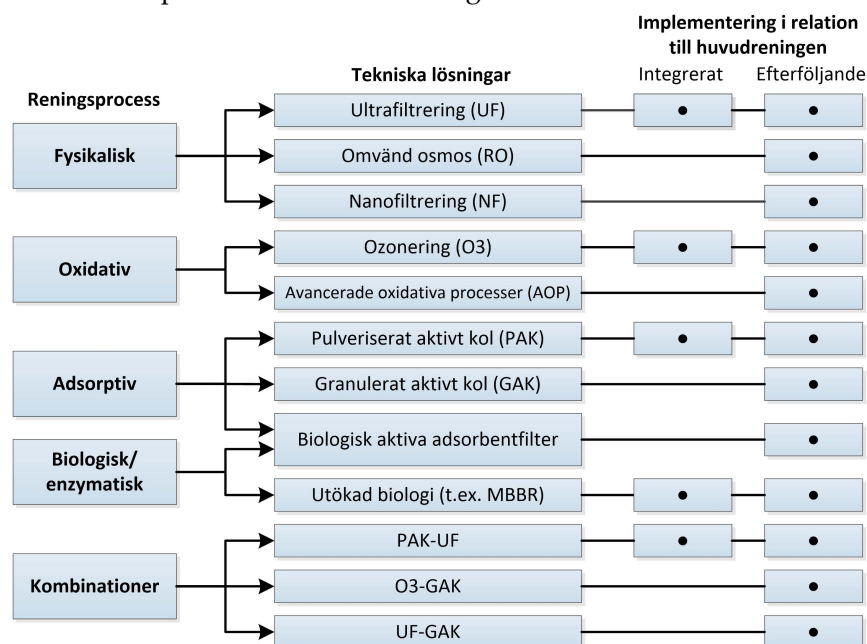 Implementering i relation
till huvudreningen
Tekniska lösningar
Integrerat
Efterföljande
Reningsprocess
Ultrafiltrering (UF)
Fysikalisk
Omvänd osmos (RO)
Nanofiltrering (NF)
Oxidativ
Ozonering (O3)
Avancerade oxidativa processer (AOP)
Adsorptiv
Pulveriserat aktivt kol (PAK)
Granulerat aktivt kol (GAK)
Biologisk aktiva adsorbentfilter
Biologisk/
enzymatisk
Utökad biologi (t.ex. MBBR)
Kombinationer
PAK-UF
O3-GAK
UF-GAK